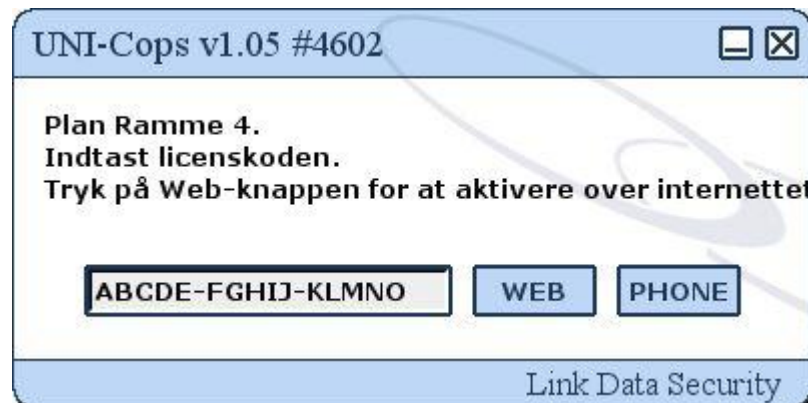 UNI-Cops v1.05 #4602
Plan Ramme 4.
Indtast licenskoden.
Tryk på Web-knappen for at aktivere over internettet
ABCDE-FGHIJ-KLMNO
WEB
PHONE
Link Data Security